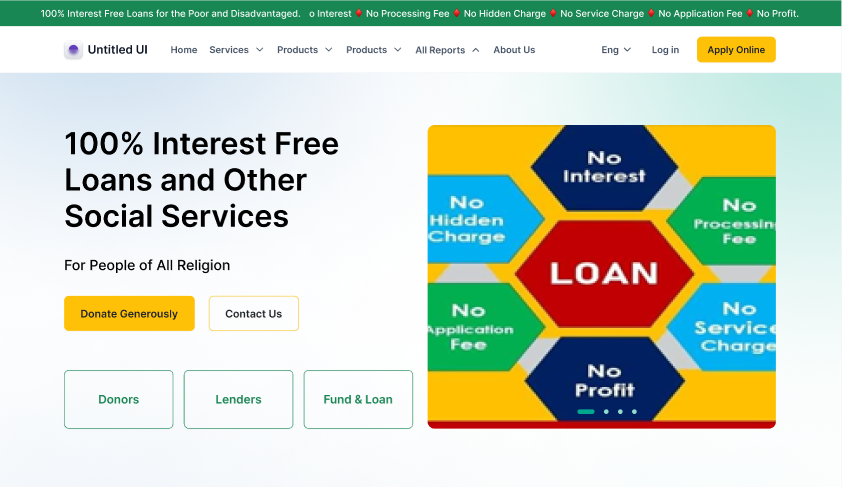 100% Interest Free Loans for the Poor and Disadvantaged. o Interest 🔴 No Processing Fee 🔴 No Hidden Charge 🔴 No Service Charge 🔴 No Application Fee 🔴 No Profit.
Untitled UI
Home
Services
Products
Products
All Reports
About Us
Eng
Log in
Apply Online
100% Interest Free
Loans and Other
Social Services
For People of All Religion
Donate Generously
Contact Us
Donors
Lenders
Fund & Loan
No
Interest
No
Hidden
Charge
No
Processin
Fee
LOAN
No
Application
Fee
No
Service
Charge
No
Profit